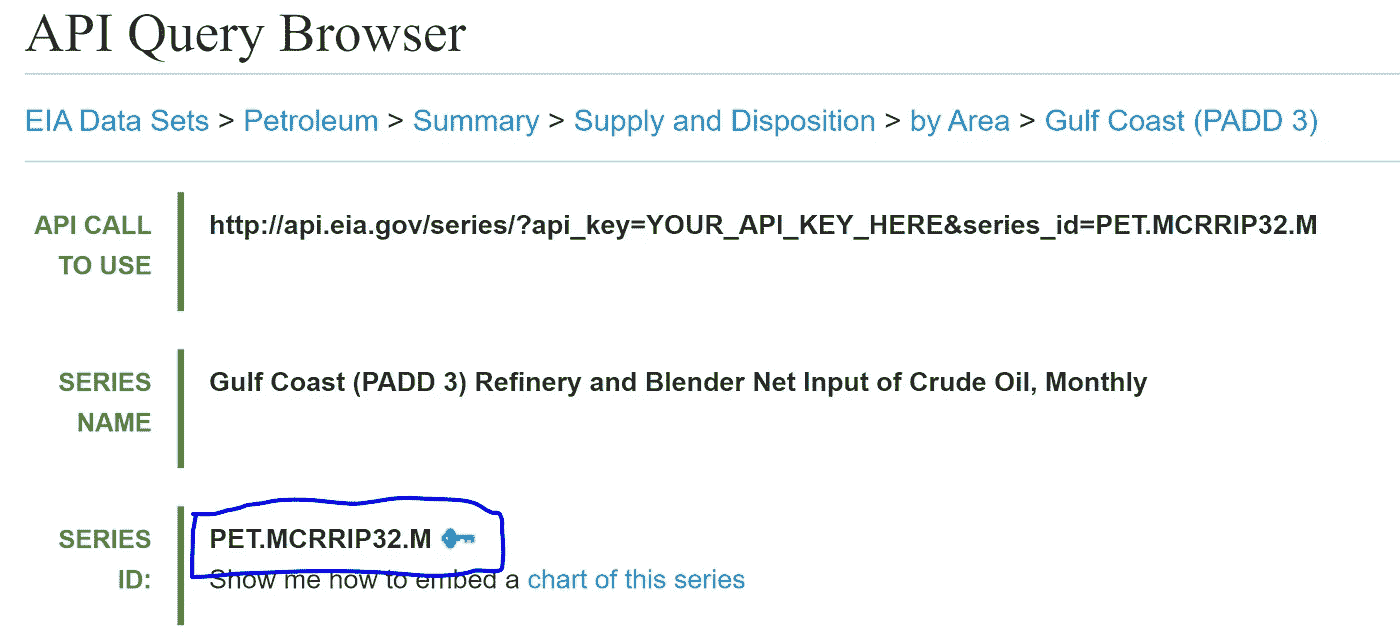 API Query Browser
EIA Data Sets > Petroleum > Summary > Supply and Disposition > by Area > Gulf Coast (PADD 3)
API CALL TO USE
http://api.eia.gov/series/?api_key=YOUR_API_KEY_HERE&series_id=PET.MCRRIP32.M
SERIES NAME
Gulf Coast (PADD 3) Refinery and Blender Net Input of Crude Oil, Monthly
SERIES ID:
PET.MCRRIP32.M
Show me how to embed a chart of this series